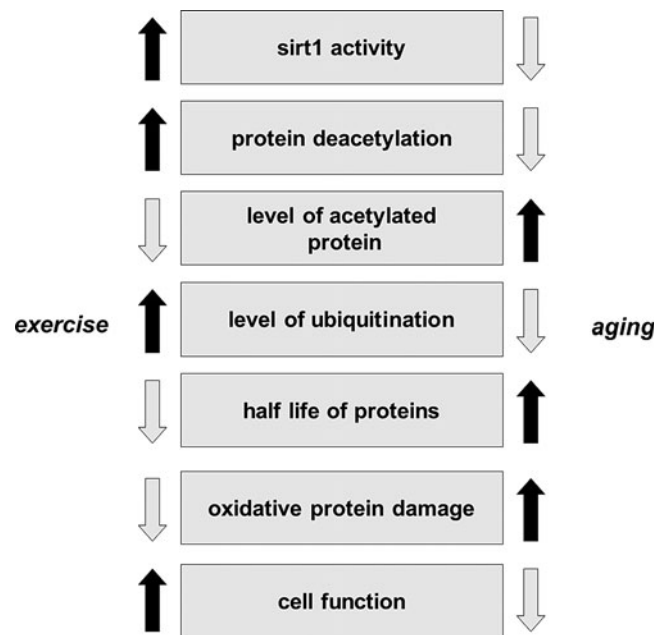 sirt1 activity
protein deacetylation
level of acetylated
protein
exercise
level of ubiquitination
aging
half life of proteins
oxidative protein damage
cell function